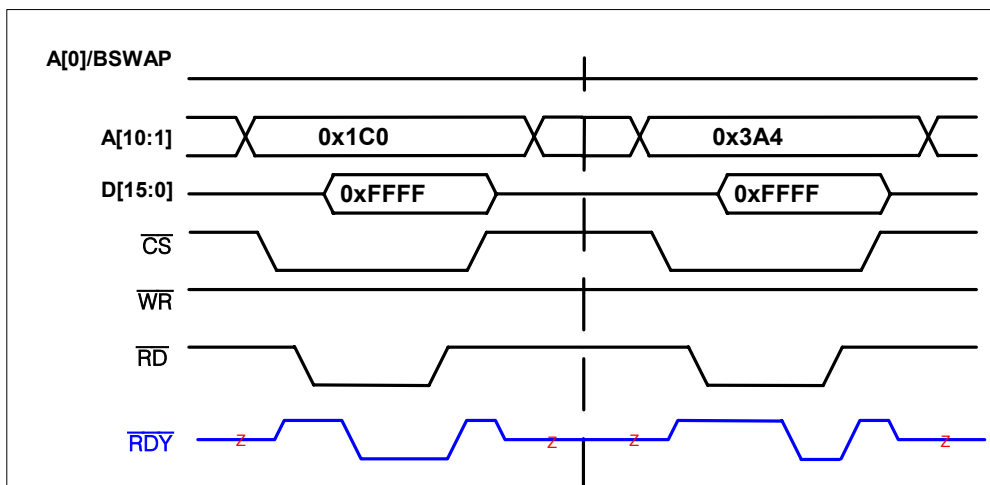 A[0]/BSWAP
A[10:1] 0x1C0 0x3A4
D[15:0] 0xFFFF 0xFFFF
CS
WR
RD
RDY Z Z Z Z